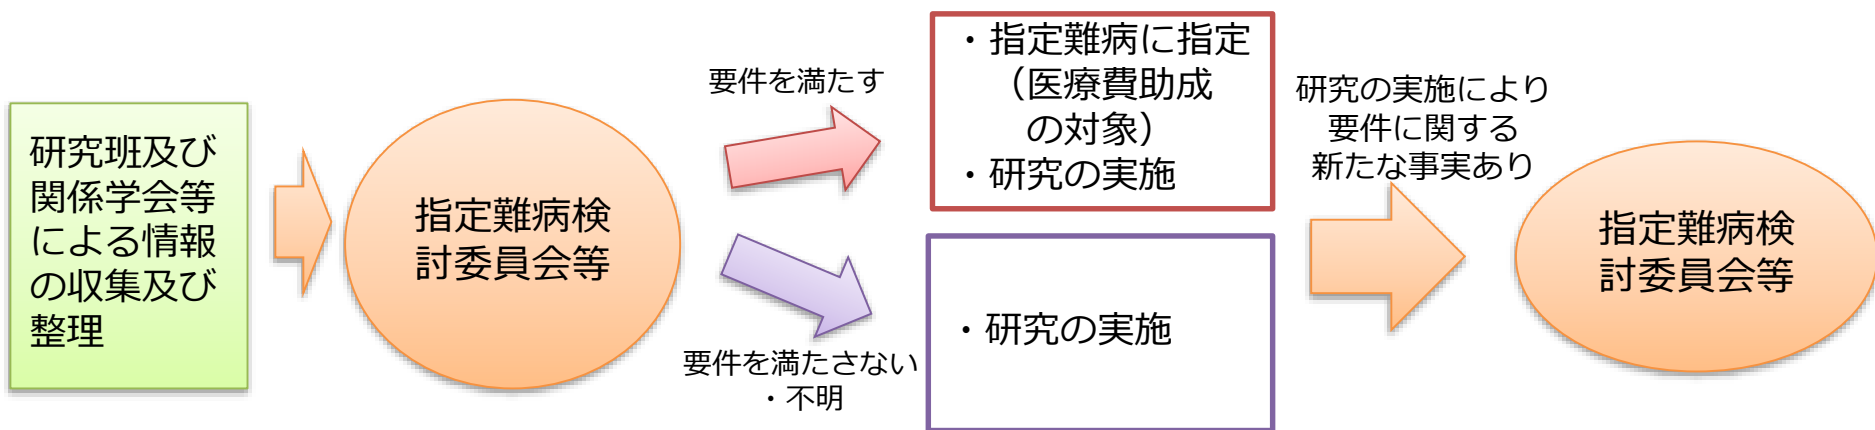 研究班及び
関係学会等
による情報
の収集及び
整理
指定難病検
討委員会等
要件を満たす
要件を満たさない
・不明
・指定難病に指定
（医療費助成
の対象）
・研究の実施
・研究の実施
研究の実施により
要件に関する
新たな事実あり
指定難病検
討委員会等